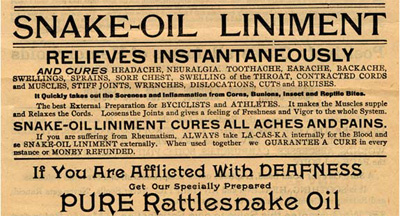 SNAKE-OIL LINIMENT
RELIEVES INSTANTANEOUSLY
AND CURES HEADACHE, NEURALGIA, TOOTHACHE, EARACHE, BACKACHE,
SWELLINGS, SPRAINS, SORE CHEST, SWELLING of the THROAT, CONTRACTED CORDS
and MUSCLES, STIFF JOINTS, WRENCHES, DISLOCATIONS, CUTS and BRUISES.
It Quickly takes out the Soreness and Inflammation from Corns, Bunions, Insect and Reptile Bites.
The best External Preparation for BYCICLISTS and ATHLETES. It makes the Muscles supple
and Relaxes the Cords. Loosens the Joints and gives a feeling of Freshness and Vigor to the whole System.
SNAKE-OIL LINIMENT CURES ALL ACHES AND PAINS.
If you are suffering from Rheumatism, ALWAYS take LA-CAS-KA internally for the Blood and
use SNAKE-OIL LINIMENT externally. When used together we GUARANTEE A CURE in every
instance or MONEY REFUNDED.
If You Are Afflicted With DEAFNESS
Get Our Specially Prepared
PURE Rattlesnake Oil